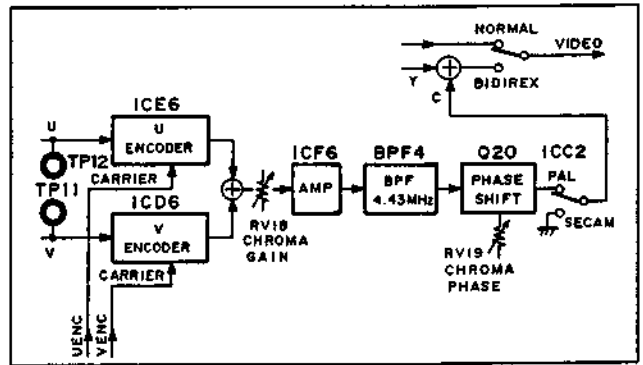 NORMAL
VIDEO
Y
BIDIREX
C
ICE6
U
U
ENCODER
TP12
CARRIER
TP11
ICD6
V
V
ENCODER
CARRIER
UENC
VENC
RV18
CHROMA
GAIN
ICF6
AMP
BPF4
BPF
4.43MHz
Q20
PHASE
SHIFT
RV19
CHROMA
PHASE
ICC2
PAL
SECAM